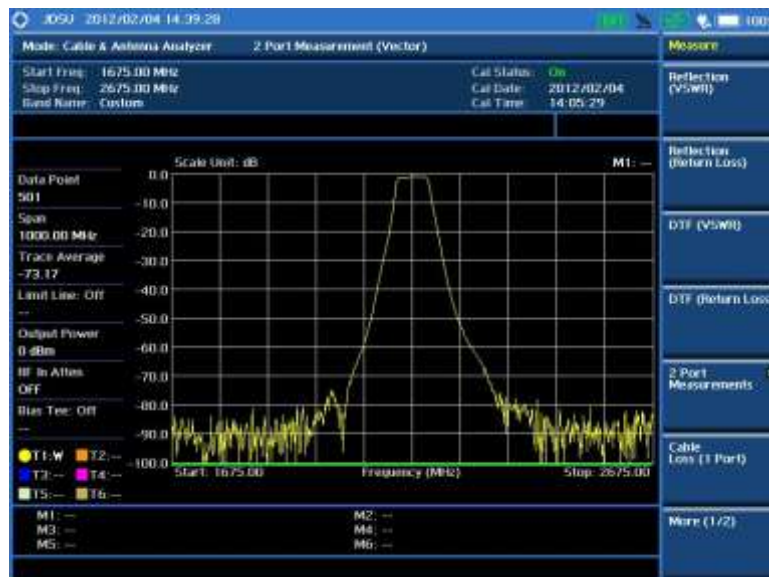 JDSU 2012/02/04 14.39.28
100
Mode: Cable & Antenna Analyzer 2 Port Measurement (Vector)
Measure
Start Freq: 1675.00 MHz
Stop Freq: 2675.00 MHz
Band Name: Custom
Cal Status: On
Cal Date: 2012/02/04
Cal Time: 14:05:29
Reflection
(VSWR)
Reflection
(Return Loss)
DTF (VSWR)
DTF (Return Loss
2 Port
Measurements
Cable
Loss (1 Port)
More (1/2)
Scale Unit: dB M1: --
Data Point
501
Span
1000.00 MHz
Trace Average
-73.17
Limit Line: Off
--
Output Power
0 dBm
RF In Atten
OFF
Bias Tee: Off
--
T1:W T2:--
T3:-- T4:--
T5:-- T6:--
0.0
-10.0
-20.0
-30.0
-40.0
-50.0
-60.0
-70.0
-80.0
-90.0
-100.0
Start: 1675.00 Frequency (MHz) Stop: 2675.00
M1: -- M2: --
M3: -- M4: --
M5: -- M6: --